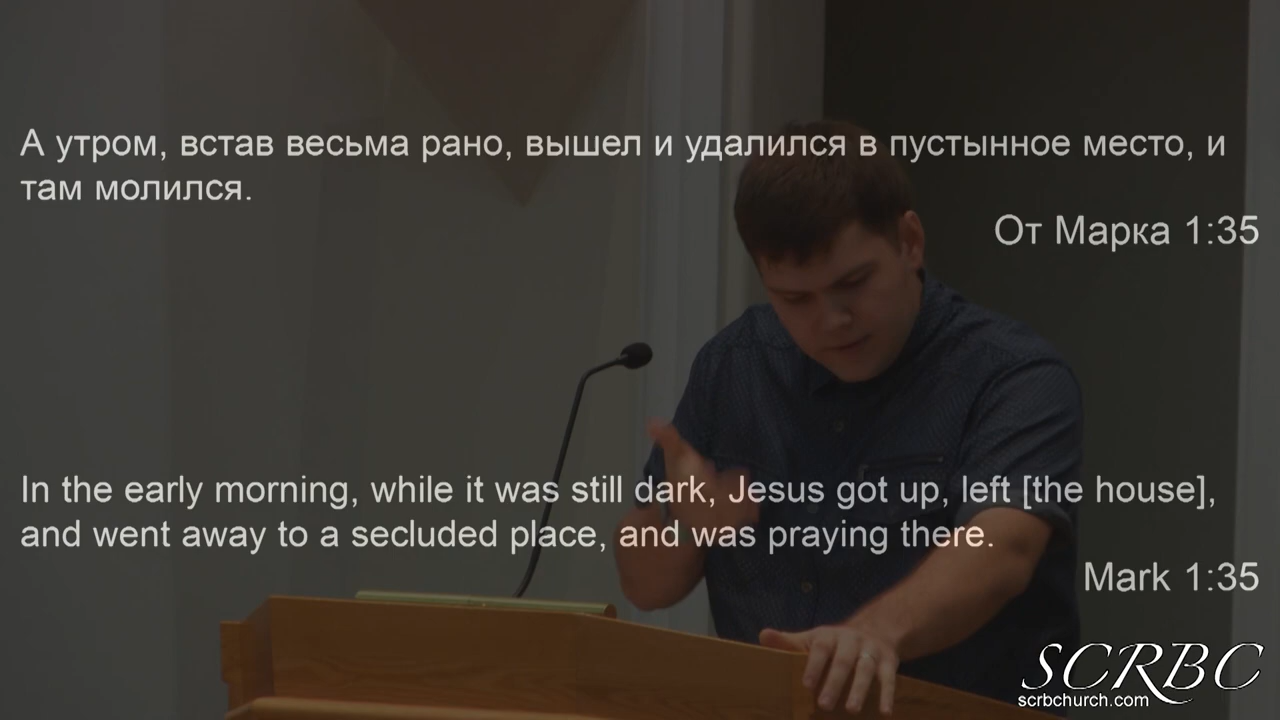 А утром, встав весьма рано, вышел и удалился в пустынное место, и
там молился.
От Марка 1:35
In the early morning, while it was still dark, Jesus got up, left [the house],
and went away to a secluded place, and was praying there.
Mark 1:35
SCRBC
scrbchurch.com